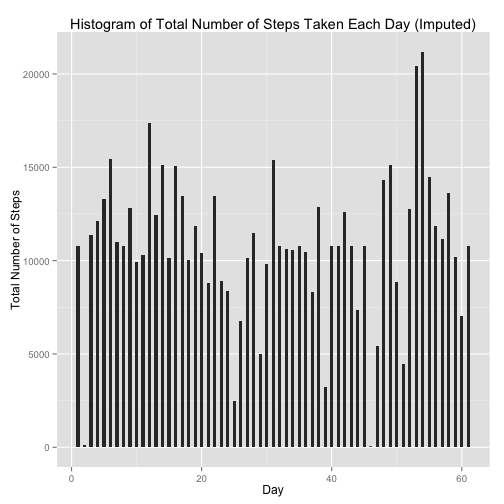 Histogram of Total Number of Steps Taken Each Day (Imputed)
20000
15000
10000
5000
0
Total Number of Steps
0 20 40 60
Day